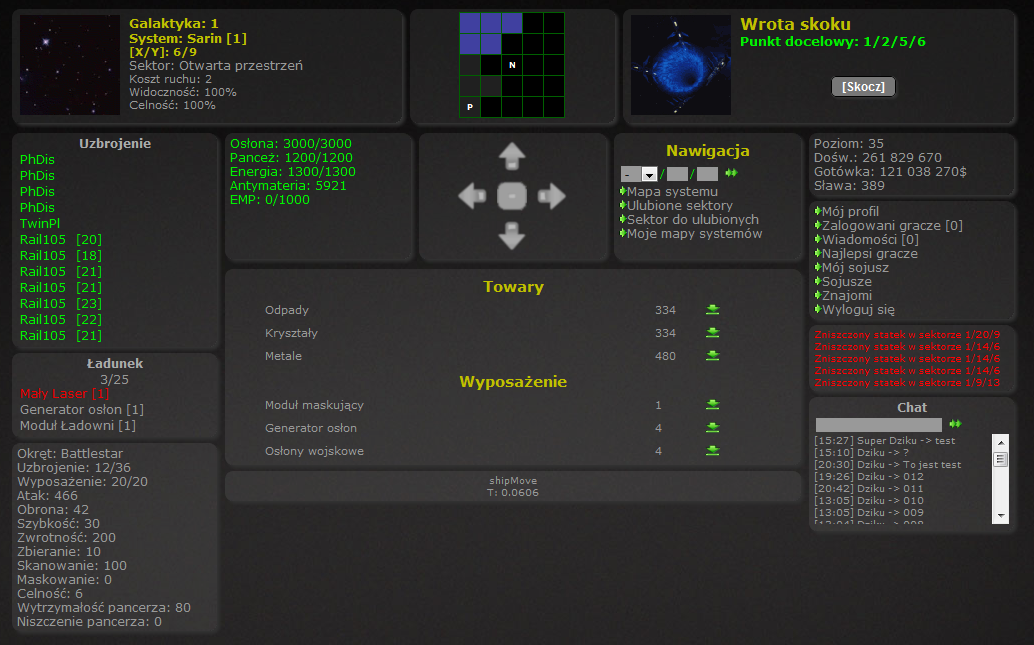 Galaktyka: 1
System: Sarin [1]
[X/Y]: 6/9
Sektor: Otwarta przestrzeń
Koszt ruchu: 2
Widoczność: 100%
Celność: 100%
N
P
Wrota skoku
Punkt docelowy: 1/2/5/6
[Skocz]
Uzbrojenie
PhDis
PhDis
PhDis
PhDis
TwinPl
Rail105 [20]
Rail105 [18]
Rail105 [21]
Rail105 [21]
Rail105 [23]
Rail105 [22]
Rail105 [21]
Ładunek
3/25
Mały Laser [1]
Generator osłon [1]
Moduł Ładowni [1]
Okręt: Battlestar
Uzbrojenie: 12/36
Wyposażenie: 20/20
Atak: 466
Obrona: 42
Szybkość: 30
Zwrotność: 200
Zbieranie: 10
Skanowanie: 100
Maskowanie: 0
Celność: 6
Wytrzymałość pancerza: 80
Niszczenie pancerza: 0
Osłona: 3000/3000
Pancež: 1200/1200
Energia: 1300/1300
Antymateria: 5921
EMP: 0/1000
Nawigacja
- / /
Mapa systemu
Ulubione sektory
Sektor do ulubionych
Moje mapy systemów
Towary
Odpady 334
Kryształy 334
Metale 480
Wyposażenie
Moduł maskujący 1
Generator osłon 4
Osłony wojskowe 4
shipMove
T: 0.0606
Poziom: 35
Dośw.: 261 829 670
Gotówka: 121 038 270$
Sława: 389
Mój profil
Zalogowani gracze [0]
Wiadomości [0]
Najlepsi gracze
Mój sojusz
Sojusze
Znajomi
Wyloguj się
Zniszczony statek w sektorze 1/20/9
Zniszczony statek w sektorze 1/14/6
Zniszczony statek w sektorze 1/14/6
Zniszczony statek w sektorze 1/14/6
Zniszczony statek w sektorze 1/9/13
Chat
[15:27] Super Dziku -> test
[15:10] Dziku -> ?
[20:30] Dziku -> To jest test
[19:26] Dziku -> 012
[20:42] Dziku -> 011
[13:05] Dziku -> 010
[13:05] Dziku -> 009
[13:04] Dziku -> 008